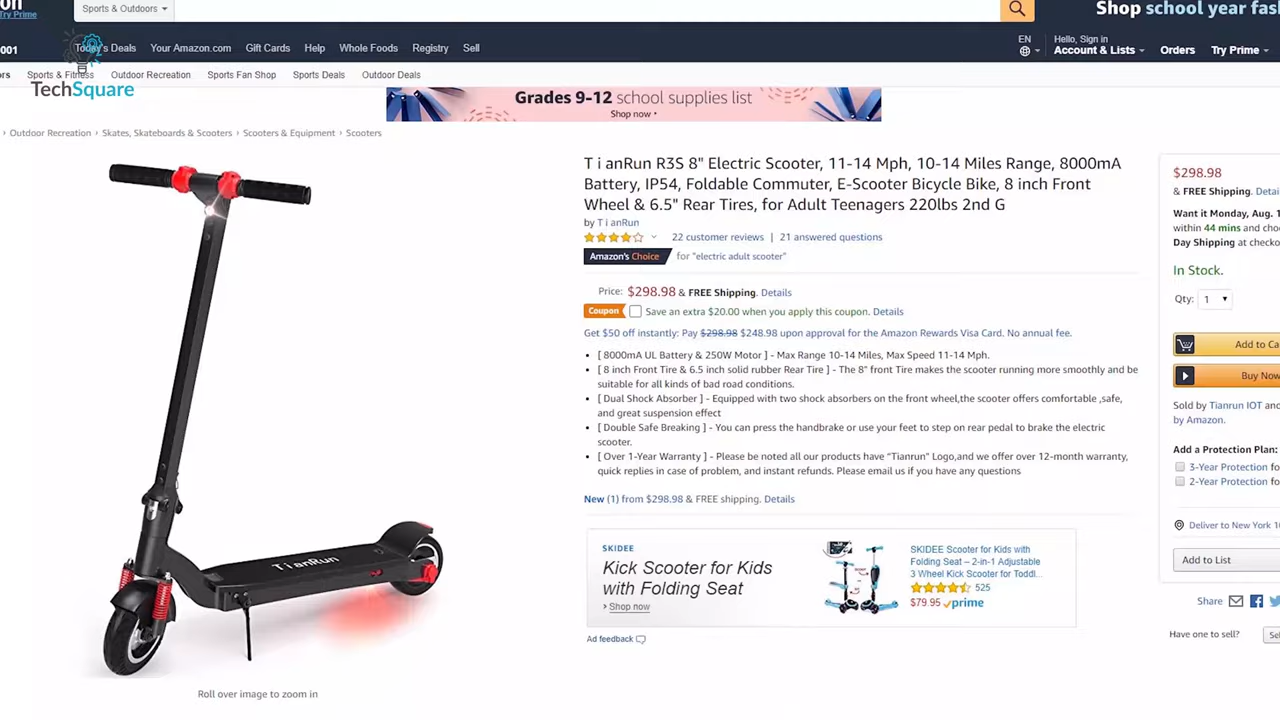 on
Try Prime
Sports & Outdoors
Shop school year fas
001
Today's Deals
Your Amazon.com
Gift Cards
Help
Whole Foods
Registry
Sell
EN
Hello, Sign in
Account & Lists
Orders
Try Prime
TechSquare
ors
Sports & Fitness
Outdoor Recreation
Sports Fan Shop
Sports Deals
Outdoor Deals
Grades 9-12 school supplies list
Shop now
› Outdoor Recreation › Skates, Skateboards & Scooters › Scooters & Equipment › Scooters
T i anRun R3S 8" Electric Scooter, 11-14 Mph, 10-14 Miles Range, 8000mA
Battery, IP54, Foldable Commuter, E-Scooter Bicycle Bike, 8 inch Front
Wheel & 6.5" Rear Tires, for Adult Teenagers 220lbs 2nd G
by T i anRun
22 customer reviews | 21 answered questions
Amazon's Choice for "electric adult scooter"
Price: $298.98 & FREE Shipping. Details
Coupon Save an extra $20.00 when you apply this coupon. Details
Get $50 off instantly: Pay $298.98 $248.98 upon approval for the Amazon Rewards Visa Card. No annual fee.
• [ 8000mA UL Battery & 250W Motor ] - Max Range 10-14 Miles, Max Speed 11-14 Mph.
• [ 8 inch Front Tire & 6.5 inch solid rubber Rear Tire ] - The 8" front Tire makes the scooter running more smoothly and be
suitable for all kinds of bad road conditions.
• [ Dual Shock Absorber ] - Equipped with two shock absorbers on the front wheel,the scooter offers comfortable ,safe,
and great suspension effect
• [ Double Safe Breaking ] - You can press the handbrake or use your feet to step on rear pedal to brake the electric
scooter.
• [ Over 1-Year Warranty ] - Please be noted all our products have “Tianrun” Logo,and we offer over 12-month warranty,
quick replies in case of problem, and instant refunds. Please email us if you have any questions
New (1) from $298.98 & FREE shipping. Details
SKIDEE
Kick Scooter for Kids
with Folding Seat
› Shop now
SKIDEE Scooter for Kids with
Folding Seat – 2-in-1 Adjustable
3 Wheel Kick Scooter for Toddl...
525
$79.95 prime
Ad feedback
TianRun
Roll over image to zoom in
$298.98
& FREE Shipping. Detai
Want it Monday, Aug. 1
within 44 mins and cho
Day Shipping at checko
In Stock.
Qty: 1
Add to Ca
Buy Now
Sold by Tianrun IOT and
by Amazon.
Add a Protection Plan:
3-Year Protection fo
2-Year Protection fo
Deliver to New York 10
Add to List
Share
Have one to sell?
Sel